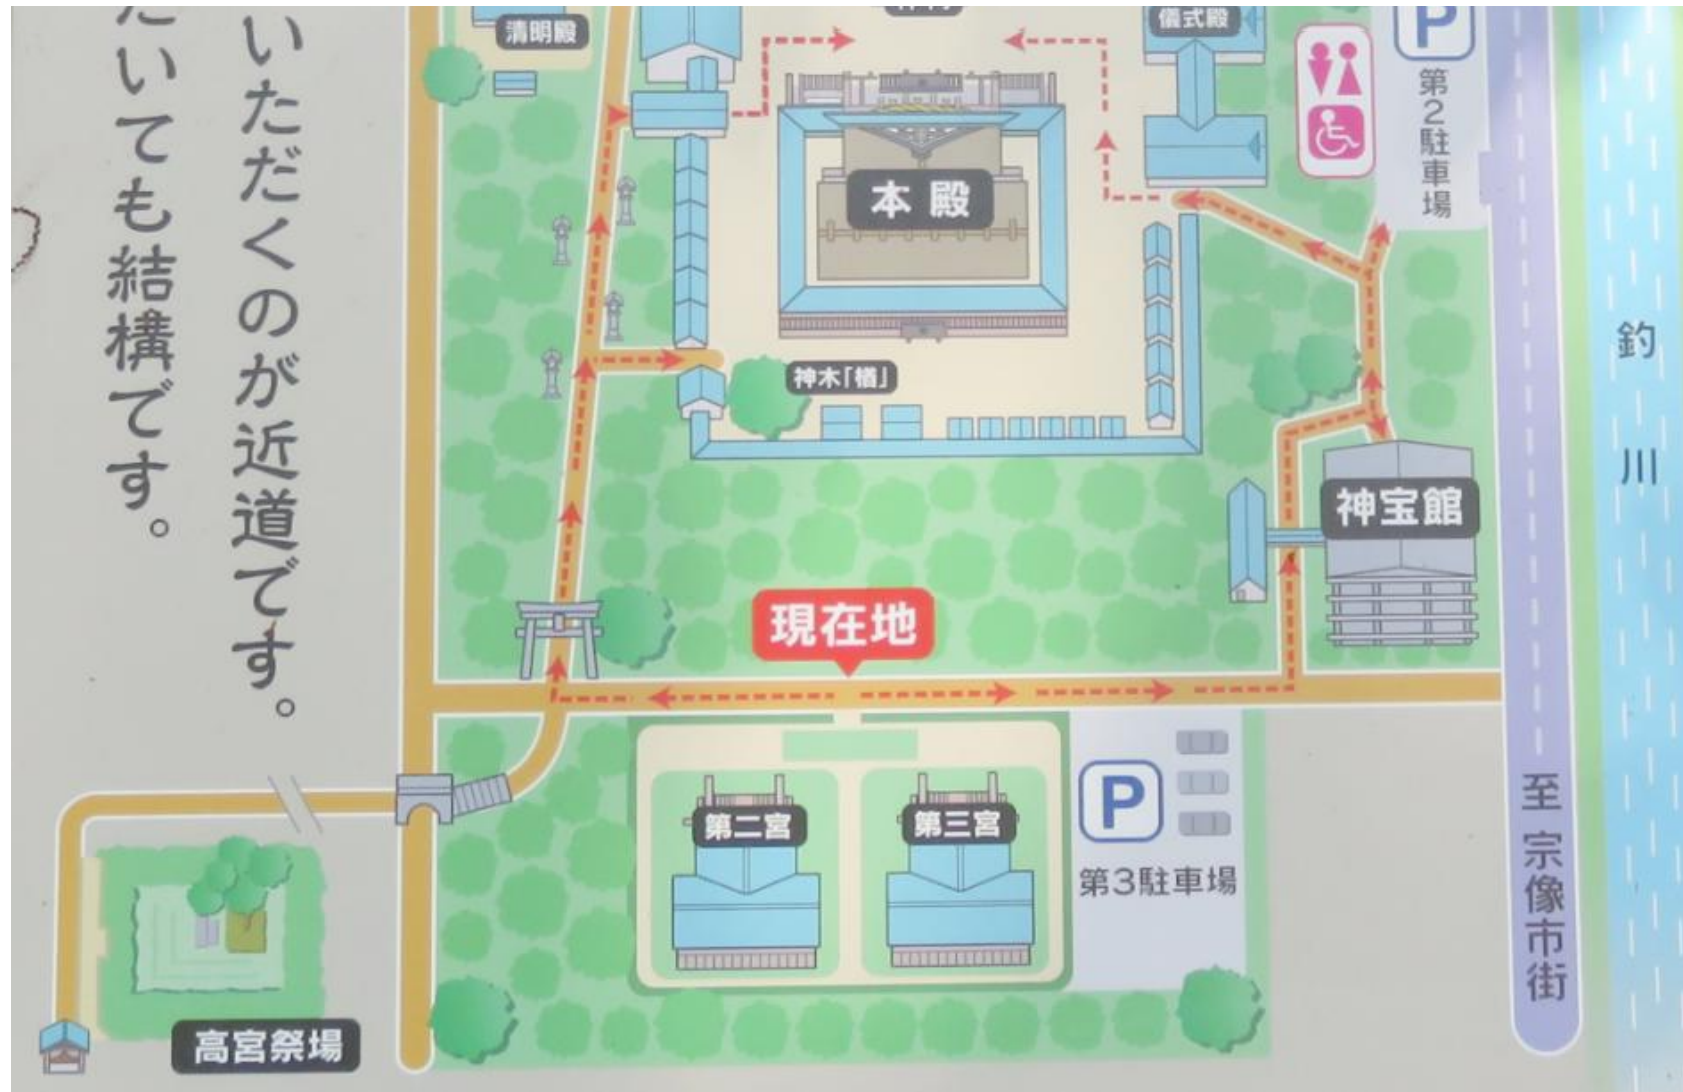 いただくのが近道です。
いても結構です。
清明殿
儀式殿
P
第2駐車場
本殿
神木「楢」
釣川
神宝館
現在地
第二宮
第三宮
P
第3駐車場
至 宗像市街
高宮祭場